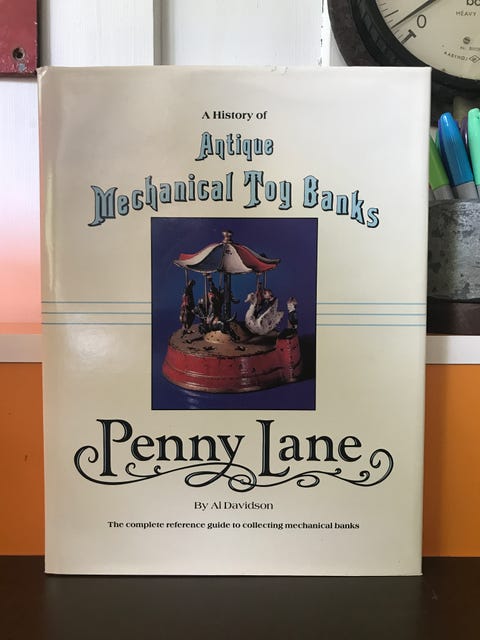 A History of
Antique
Mechanical Toy Banks
Penny Lane
By Al Davidson
The complete reference guide to collecting mechanical banks